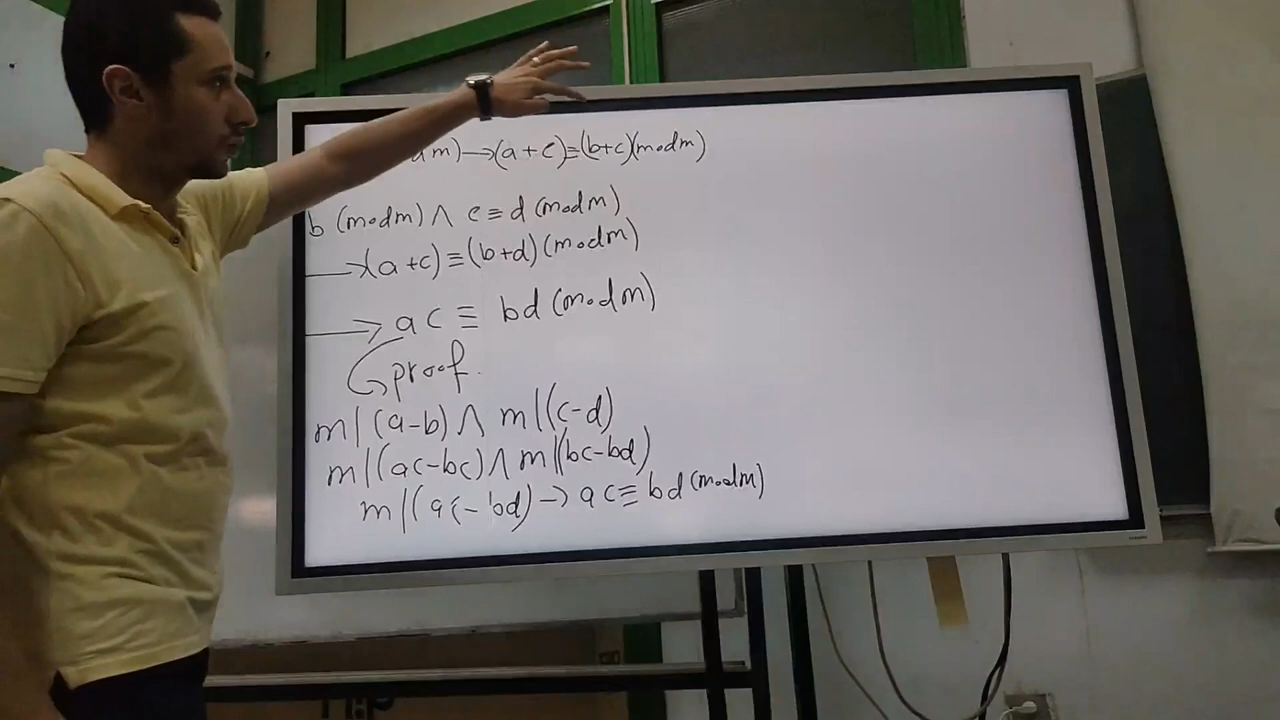 m) → (a+c) ≡ (b+c)(mod m)
b (mod m) ∧ c ≡ d (mod m)
→ (a+c) ≡ (b+d) (mod m)
→ ac ≡ bd (mod m)
proof.
m | (a-b) ∧ m | (c-d)
m | (ac-bc) ∧ m | (bc-bd)
m | (ac-bd) → ac ≡ bd (mod m)